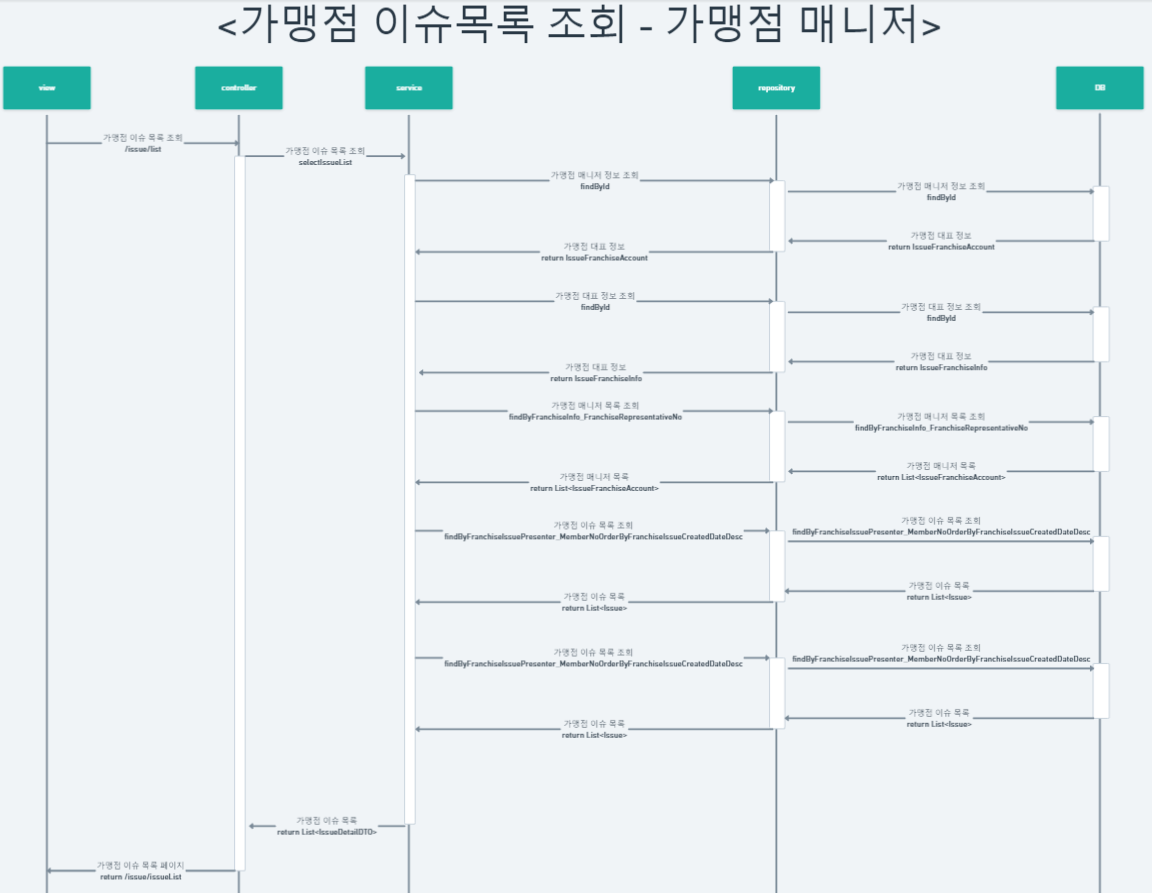 <가맹점 이슈목록 조회 - 가맹점 매니저>
view
controller
service
repository
DB
가맹점 이슈 목록 조회
/issue/list
가맹점 이슈 목록 조회
selectIssueList
가맹점 매니저 정보 조회
findById
가맹점 매니저 정보 조회
findById
가맹점 대표 정보
return IssueFranchiseAccount
가맹점 대표 정보
return IssueFranchiseAccount
가맹점 대표 정보 조회
findById
가맹점 대표 정보 조회
findById
가맹점 대표 정보
return IssueFranchiseInfo
가맹점 대표 정보
return IssueFranchiseInfo
가맹점 매니저 목록 조회
findByFranchiseInfo_FranchiseRepresentativeNo
가맹점 매니저 목록 조회
findByFranchiseInfo_FranchiseRepresentativeNo
가맹점 매니저 목록
return List<IssueFranchiseAccount>
가맹점 매니저 목록
return List<IssueFranchiseAccount>
가맹점 이슈 목록 조회
findByFranchiseIssuePresenter_MemberNoOrderByFranchiseIssueCreatedDateDesc
가맹점 이슈 목록 조회
findByFranchiseIssuePresenter_MemberNoOrderByFranchiseIssueCreatedDateDesc
가맹점 이슈 목록
return List<Issue>
가맹점 이슈 목록
return List<Issue>
가맹점 이슈 목록 조회
findByFranchiseIssuePresenter_MemberNoOrderByFranchiseIssueCreatedDateDesc
가맹점 이슈 목록 조회
findByFranchiseIssuePresenter_MemberNoOrderByFranchiseIssueCreatedDateDesc
가맹점 이슈 목록
return List<Issue>
가맹점 이슈 목록
return List<Issue>
가맹점 이슈 목록
return List<IssueDetailDTO>
가맹점 이슈 목록 페이지
return /issue/issueList